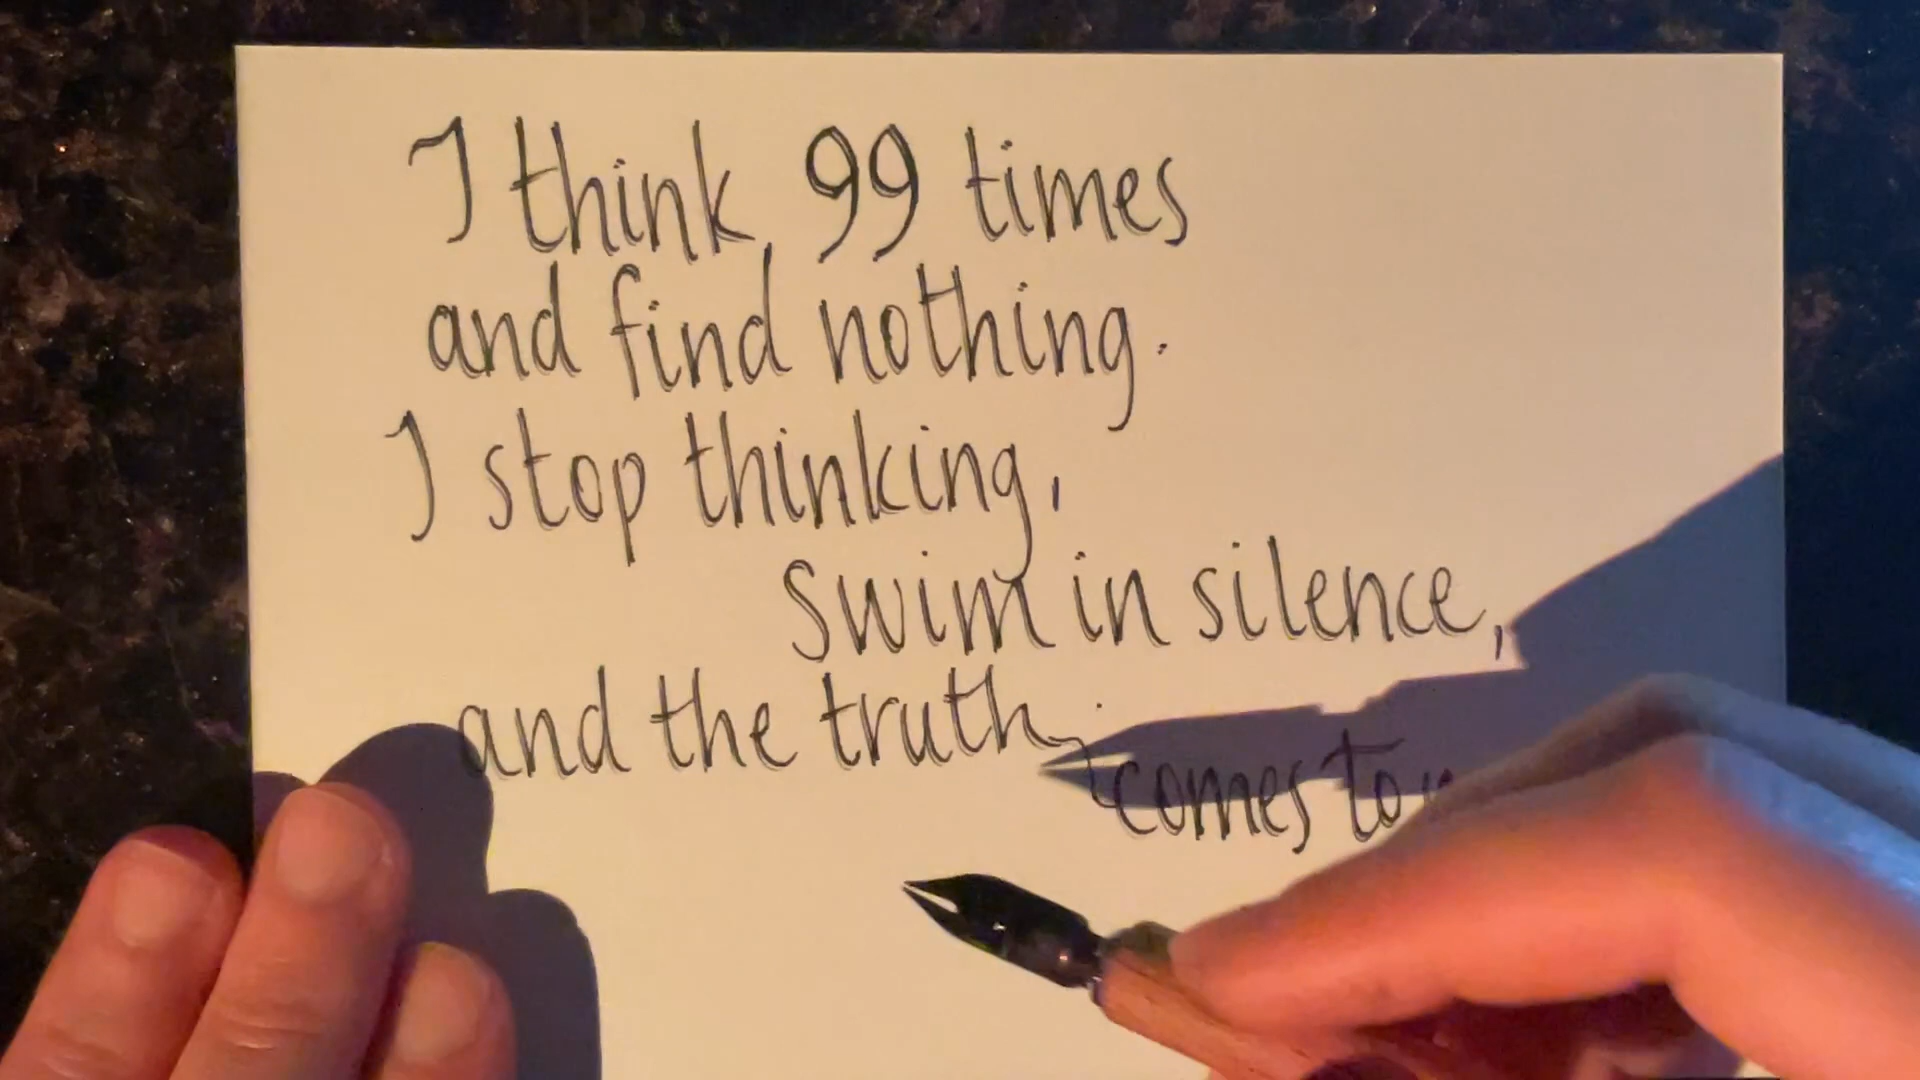 I think 99 times
and find nothing.
I stop thinking,
swim in silence,
and the truth
comes to